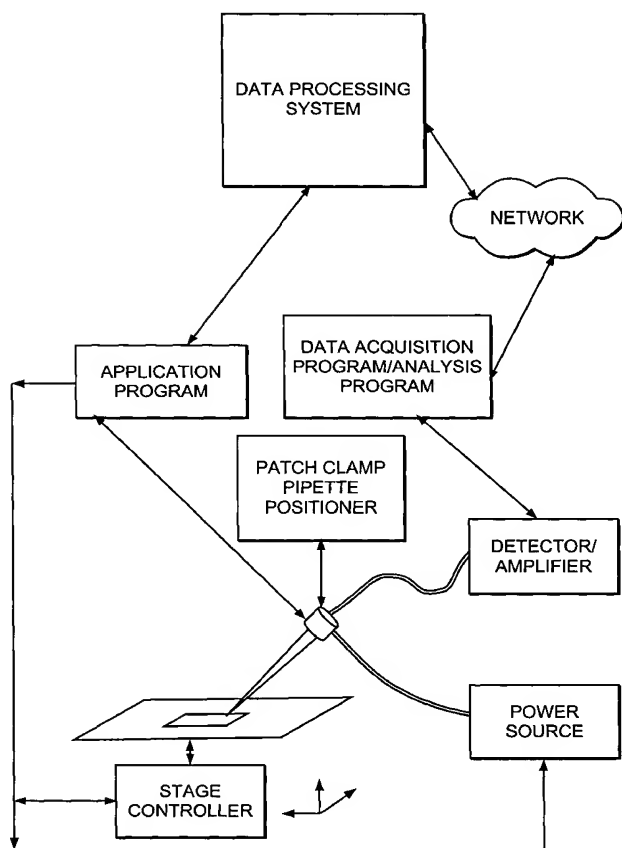 DATA PROCESSING
SYSTEM
NETWORK
APPLICATION
PROGRAM
DATA ACQUISITION
PROGRAM/ANALYSIS
PROGRAM
PATCH CLAMP
PIPETTE
POSITIONER
DETECTOR/
AMPLIFIER
POWER
SOURCE
STAGE
CONTROLLER